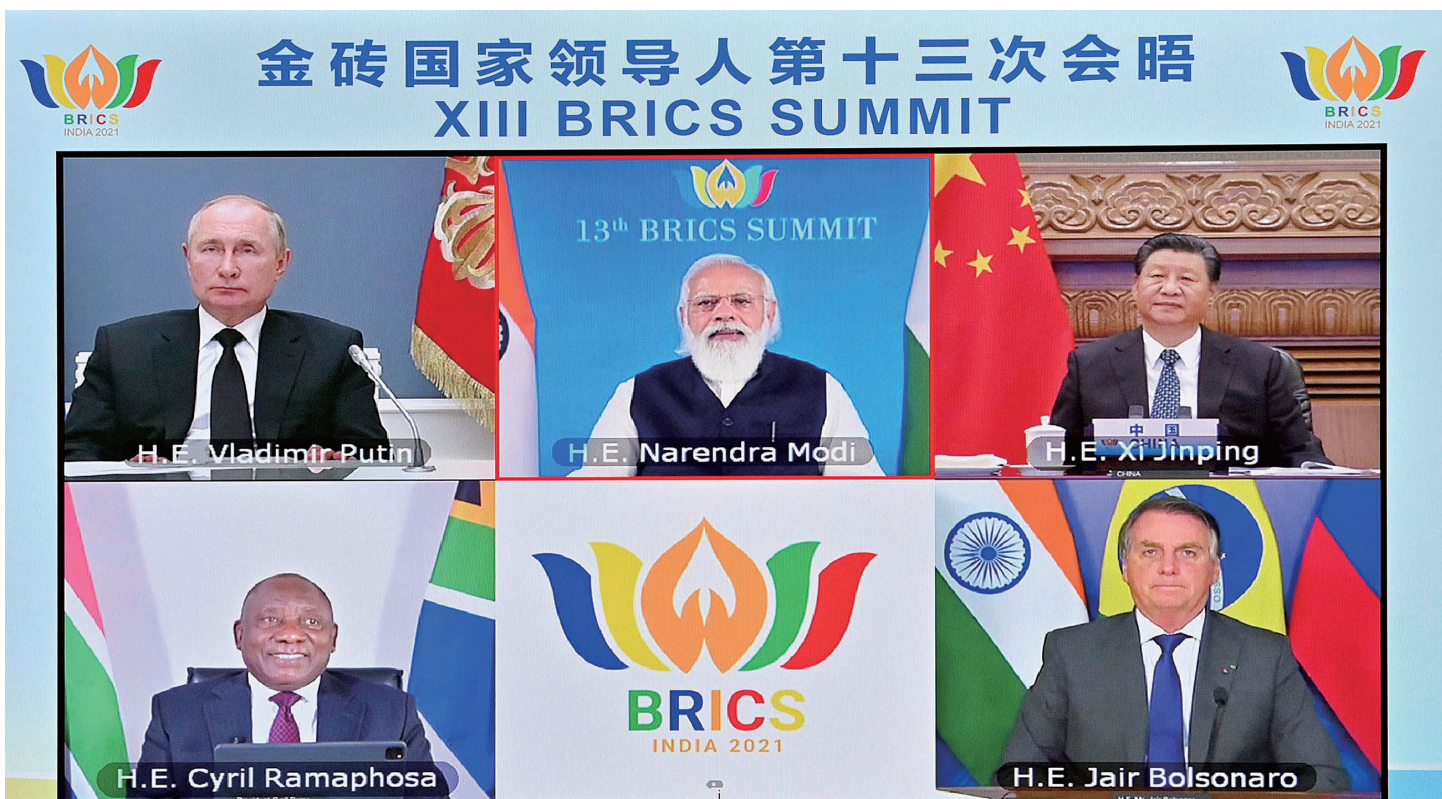 金砖国家领导人第十三次会晤
XIII BRICS SUMMIT
BRICS
INDIA 2021
BRICS
INDIA 2021
13th BRICS SUMMIT
H.E. Vladimir Putin
H.E. Narendra Modi
中国
CHINA
H.E. Xi Jinping
CHINA
BRICS
INDIA 2021
H.E. Cyril Ramaphosa
H.E. Jair Bolsonaro